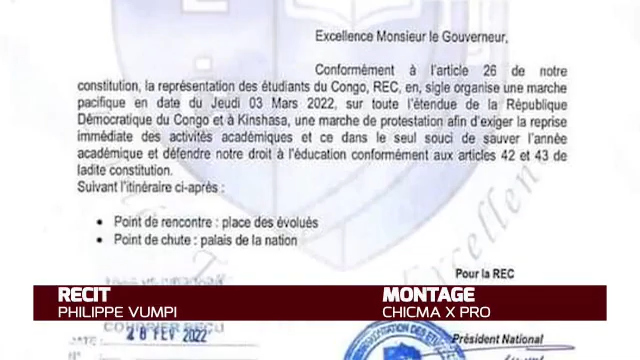 Excellence Monsieur le Gouverneur,
Conformément à l'article 26 de notre
constitution, la représentation des étudiants du Congo, REC, en, sigle organise une marche
pacifique en date du Jeudi 03 Mars 2022, sur toute l'étendue de la République
Démocratique du Congo et à Kinshasa, une marche de protestation afin d'exiger la reprise
immédiate des activités académiques et ce dans le seul souci de sauver l'année
académique et défendre notre droit à l'éducation conformément aux articles 42 et 43 de
ladite constitution.
Suivant l'itinéraire ci-après :
• Point de rencontre : place des évolués
• Point de chute : palais de la nation
Pour la REC
RECIT
PHILIPPE VUMPI
MONTAGE
CHICMA X PRO
COURRIER REÇU
28 FEV 2022
N°
Président National